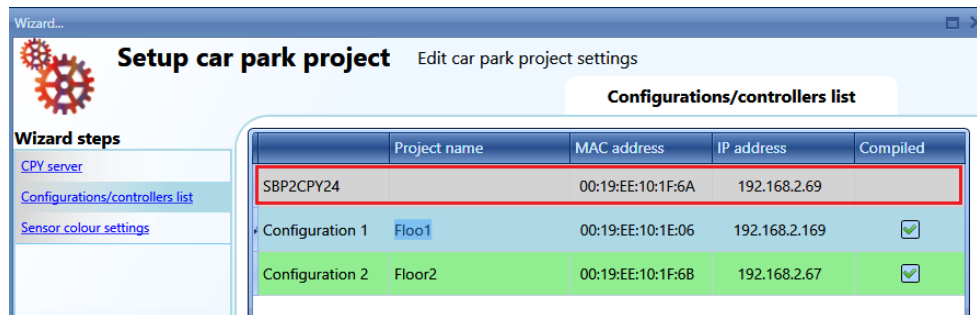 Wizard...
Setup car park project Edit car park project settings
Configurations/controllers list
Wizard steps
CPY server
Configurations/controllers list
Sensor colour settings
Project name MAC address IP address Compiled
SBP2CPY24 00:19:EE:10:1F:6A 192.168.2.69
Configuration 1 Floo1 00:19:EE:10:1E:06 192.168.2.169
Configuration 2 Floor2 00:19:EE:10:1F:6B 192.168.2.67